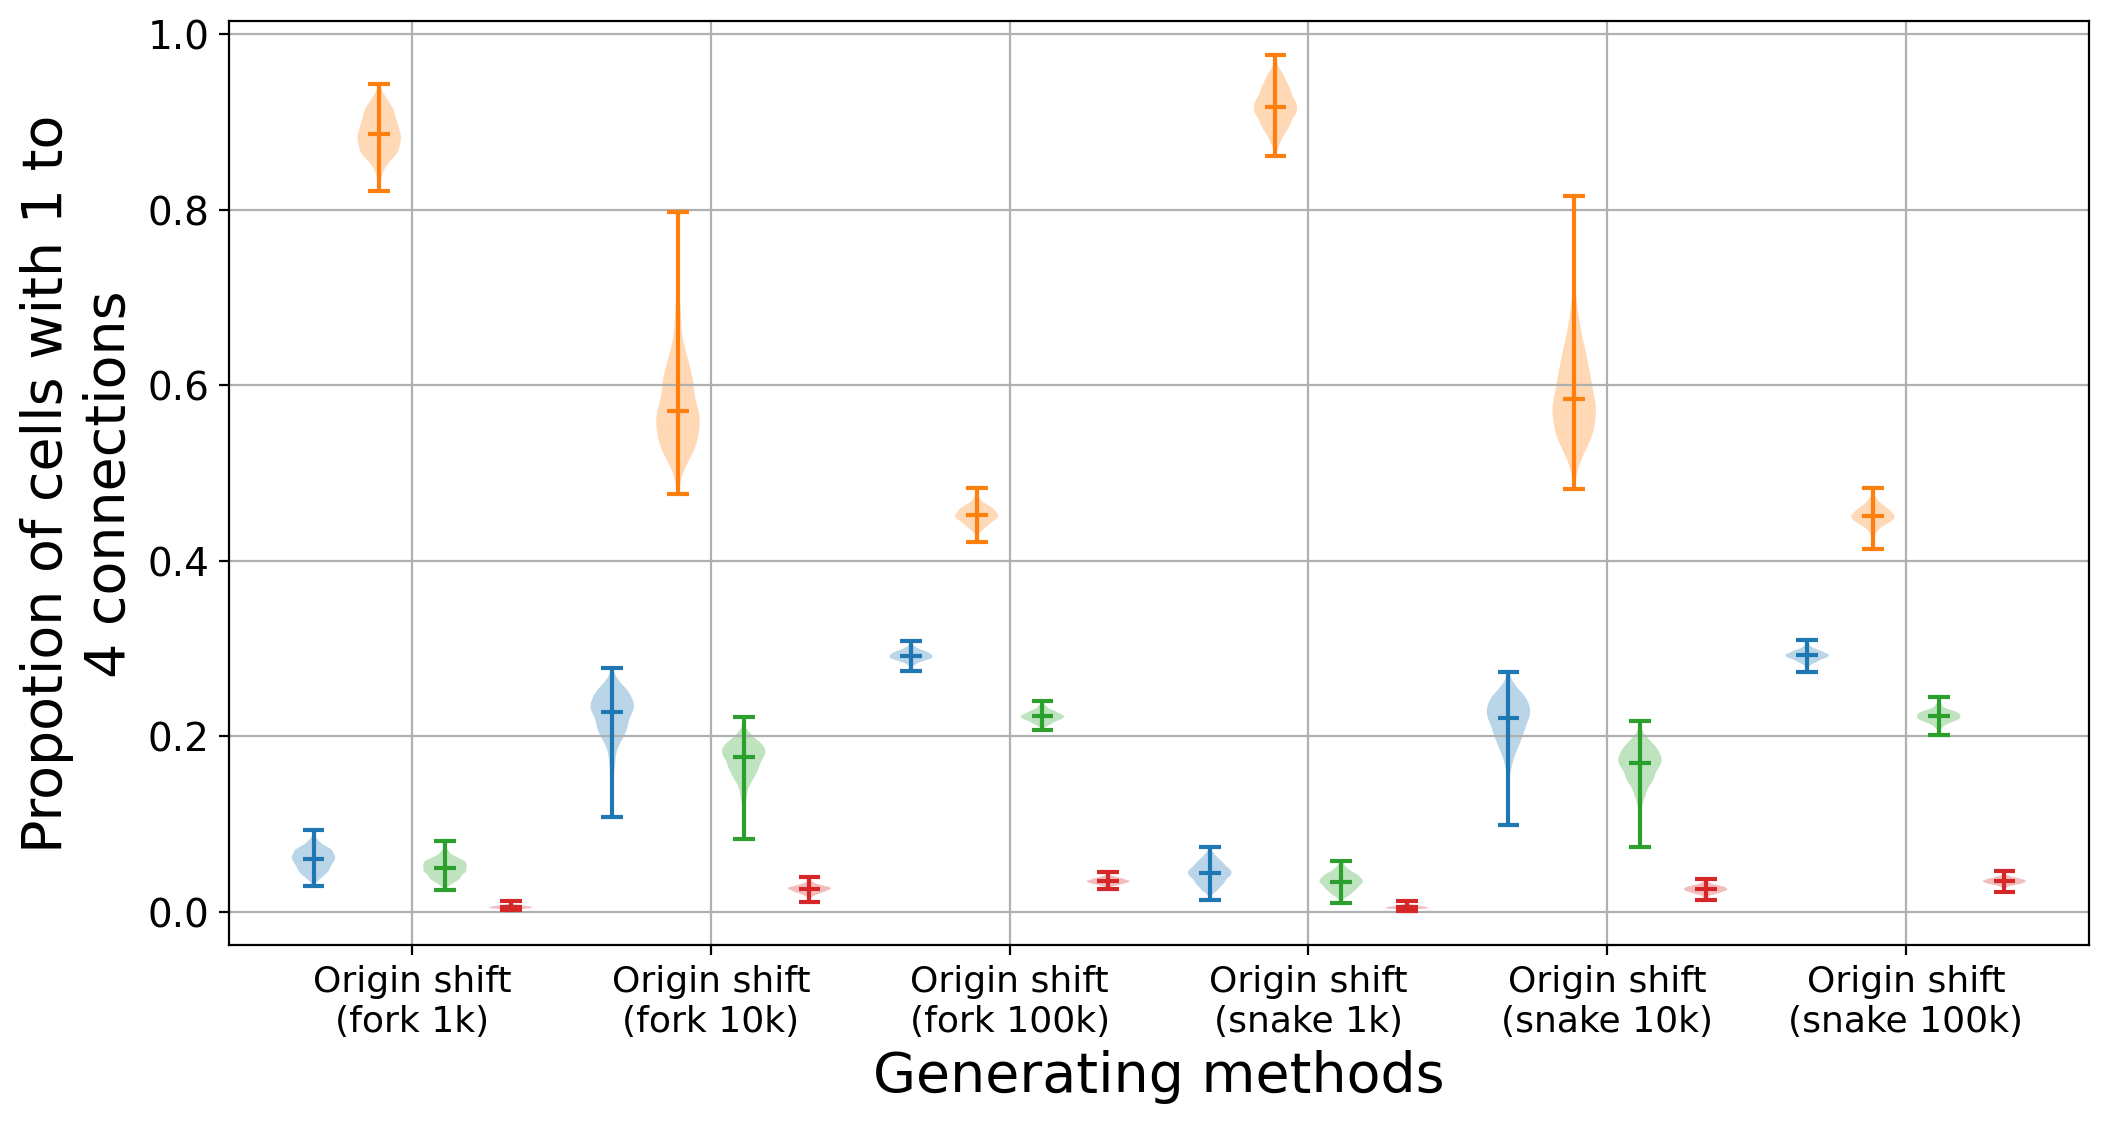 Propotion of cells with 1 to
4 connections
1.0
0.8
0.6
0.4
0.2
0.0
Origin shift
(fork 1k)
Origin shift
(fork 10k)
Origin shift
(fork 100k)
Origin shift
(snake 1k)
Origin shift
(snake 10k)
Origin shift
(snake 100k)
Generating methods